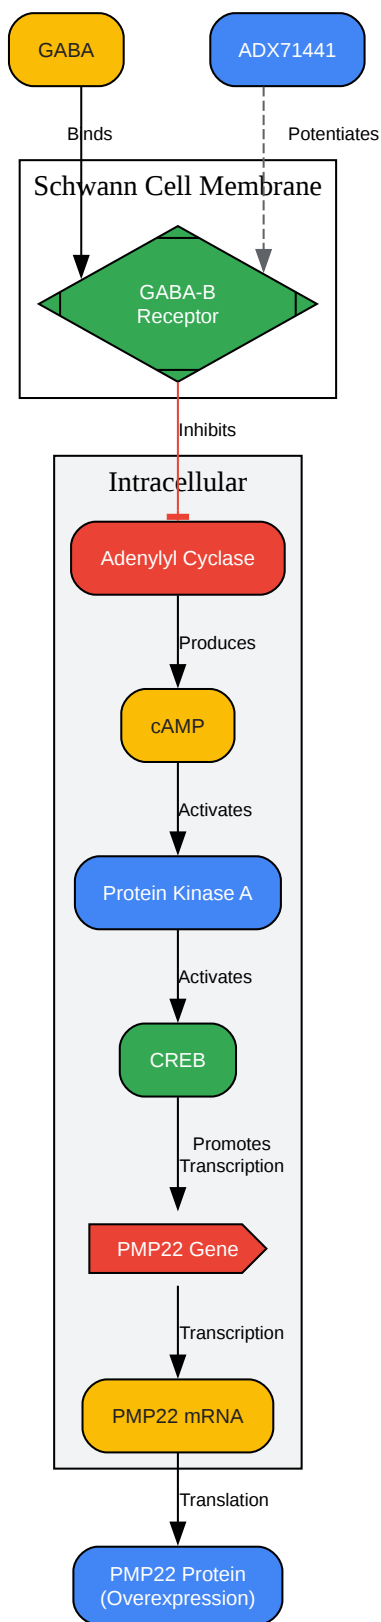 GABA
ADX71441
Binds
Potentiates
Schwann Cell Membrane
GABA-B
Receptor
Inhibits
Intracellular
Adenylyl Cyclase
Produces
cAMP
Activates
Protein Kinase A
Activates
CREB
Promotes
Transcription
PMP22 Gene
Transcription
PMP22 mRNA
Translation
PMP22 Protein
(Overexpression)